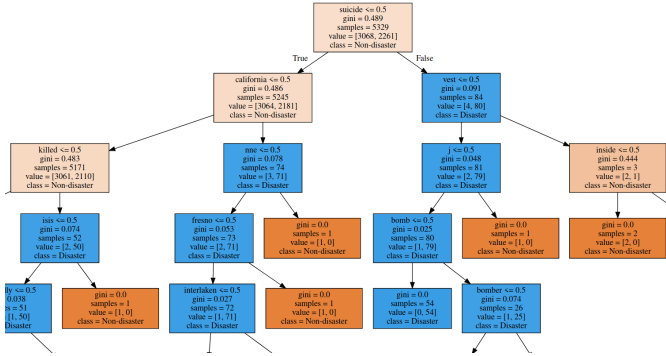 suicide <= 0.5
gini = 0.489
samples = 5329
value = [3068, 2261]
class = Non-disaster
True
False
california <= 0.5
gini = 0.486
samples = 5245
value = [3064, 2181]
class = Non-disaster
vest <= 0.5
gini = 0.091
samples = 84
value = [4, 80]
class = Disaster
killed <= 0.5
gini = 0.483
samples = 5171
value = [3061, 2110]
class = Non-disaster
nne <= 0.5
gini = 0.078
samples = 74
value = [3, 71]
class = Disaster
j <= 0.5
gini = 0.048
samples = 81
value = [2, 79]
class = Disaster
inside <= 0.5
gini = 0.444
samples = 3
value = [2, 1]
class = Non-disaster
isis <= 0.5
gini = 0.074
samples = 52
value = [2, 50]
class = Disaster
fresno <= 0.5
gini = 0.053
samples = 73
value = [2, 71]
class = Disaster
gini = 0.0
samples = 1
value = [1, 0]
class = Non-disaster
bomb <= 0.5
gini = 0.025
samples = 80
value = [1, 79]
class = Disaster
gini = 0.0
samples = 1
value = [1, 0]
class = Non-disaster
gini = 0.0
samples = 2
value = [2, 0]
class = Non-disaster
ly <= 0.5
0.038
s = 51
[1, 50]
Disaster
gini = 0.0
samples = 1
value = [1, 0]
class = Non-disaster
interlaken <= 0.5
gini = 0.027
samples = 72
value = [1, 71]
class = Disaster
gini = 0.0
samples = 1
value = [1, 0]
class = Non-disaster
gini = 0.0
samples = 54
value = [0, 54]
class = Disaster
bomber <= 0.5
gini = 0.074
samples = 26
value = [1, 25]
class = Disaster